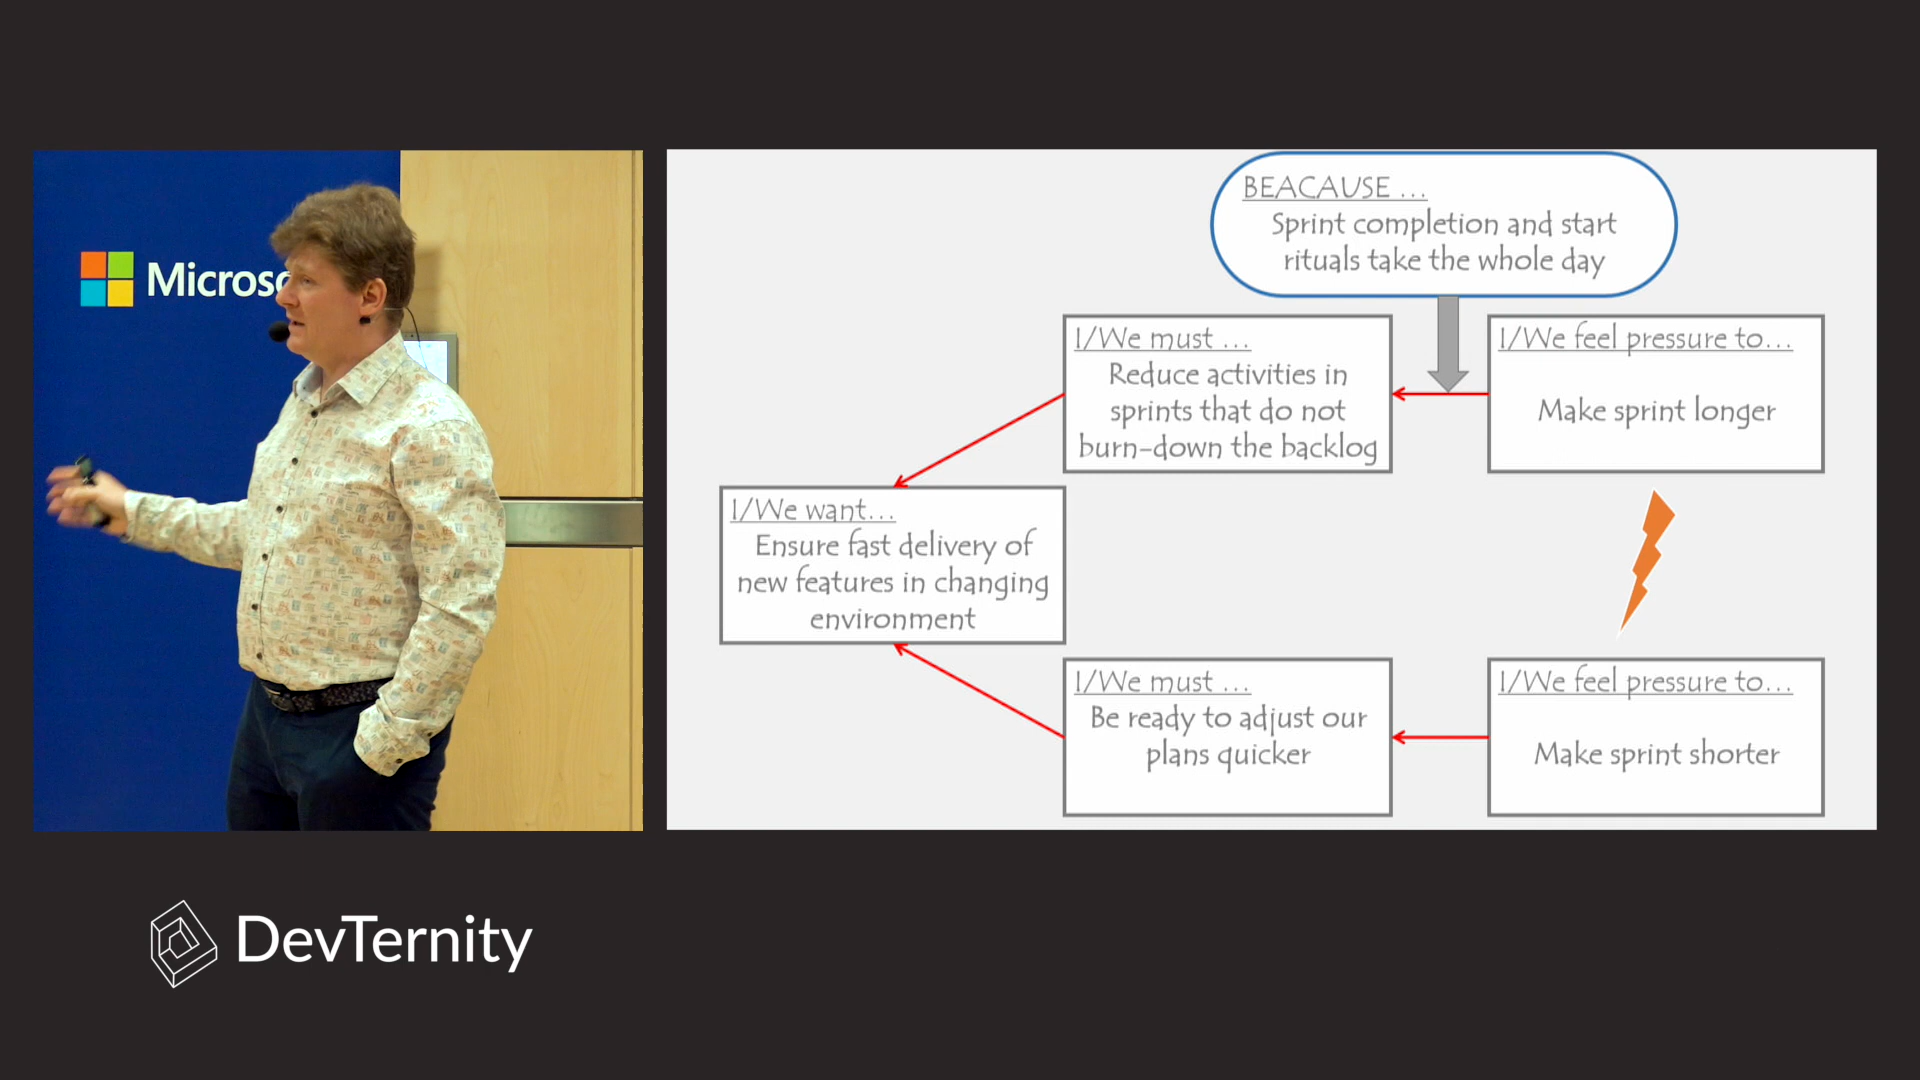 Micros
BEACAUSE ...
Sprint completion and start
rituals take the whole day
I/We must ...
Reduce activities in
sprints that do not
burn-down the backlog
I/We feel pressure to...
Make sprint longer
I/We want...
Ensure fast delivery of
new features in changing
environment
I/We must ...
Be ready to adjust our
plans quicker
I/We feel pressure to...
Make sprint shorter
DevTernity